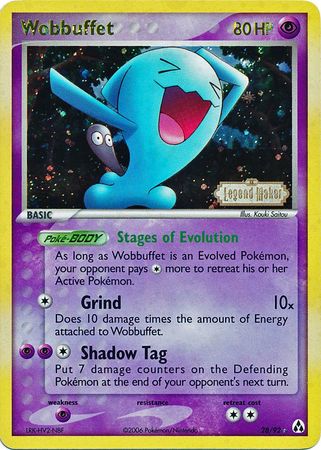 Wobbuffet 80 HP
Legend Maker
BASIC Illus. Kouki Saitou
Poké-BODY Stages of Evolution
As long as Wobbuffet is an Evolved Pokémon,
your opponent pays more to retreat his or her
Active Pokémon.
Grind 10x
Does 10 damage times the amount of Energy
attached to Wobbuffet.
Shadow Tag
Put 7 damage counters on the Defending
Pokémon at the end of your opponent's next turn.
weakness resistance retreat cost
©2006 Pokémon/Nintendo
28/92